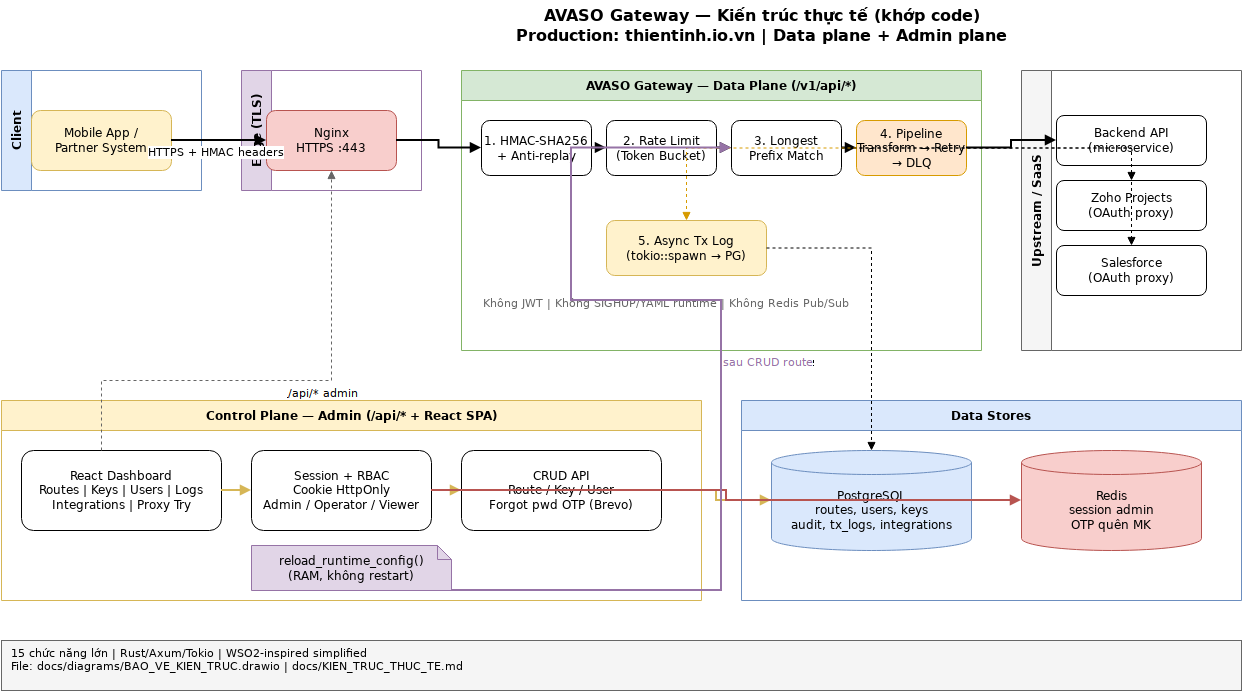 AVASO Gateway — Kiến trúc thực tế (khớp code)
Production: thientinh.io.vn | Data plane + Admin plane
Client
Mobile App /
Partner System
HTTPS + HMAC headers
(TLS)
Nginx
HTTPS :443
AVASO Gateway — Data Plane (/v1/api/*)
1. HMAC-SHA256
+ Anti-replay
2. Rate Limit
(Token Bucket)
3. Longest
Prefix Match
4. Pipeline
Transform → Retry
→ DLQ
5. Async Tx Log
(tokio::spawn → PG)
Không JWT | Không SIGHUP/YAML runtime | Không Redis Pub/Sub
Upstream / SaaS
Backend API
(microservice)
Zoho Projects
(OAuth proxy)
Salesforce
(OAuth proxy)
sau CRUD route
/api/* admin
Control Plane — Admin (/api/* + React SPA)
React Dashboard
Routes | Keys | Users | Logs
Integrations | Proxy Try
Session + RBAC
Cookie HttpOnly
Admin / Operator / Viewer
CRUD API
Route / Key / User
Forgot pwd OTP (Brevo)
reload_runtime_config()
(RAM, không restart)
Data Stores
PostgreSQL
routes, users, keys
audit, tx_logs, integrations
Redis
session admin
OTP quên MK
15 chức năng lớn | Rust/Axum/Tokio | WSO2-inspired simplified
File: docs/diagrams/BAO_VE_KIEN_TRUC.drawio | docs/KIEN_TRUC_THUC_TE.md